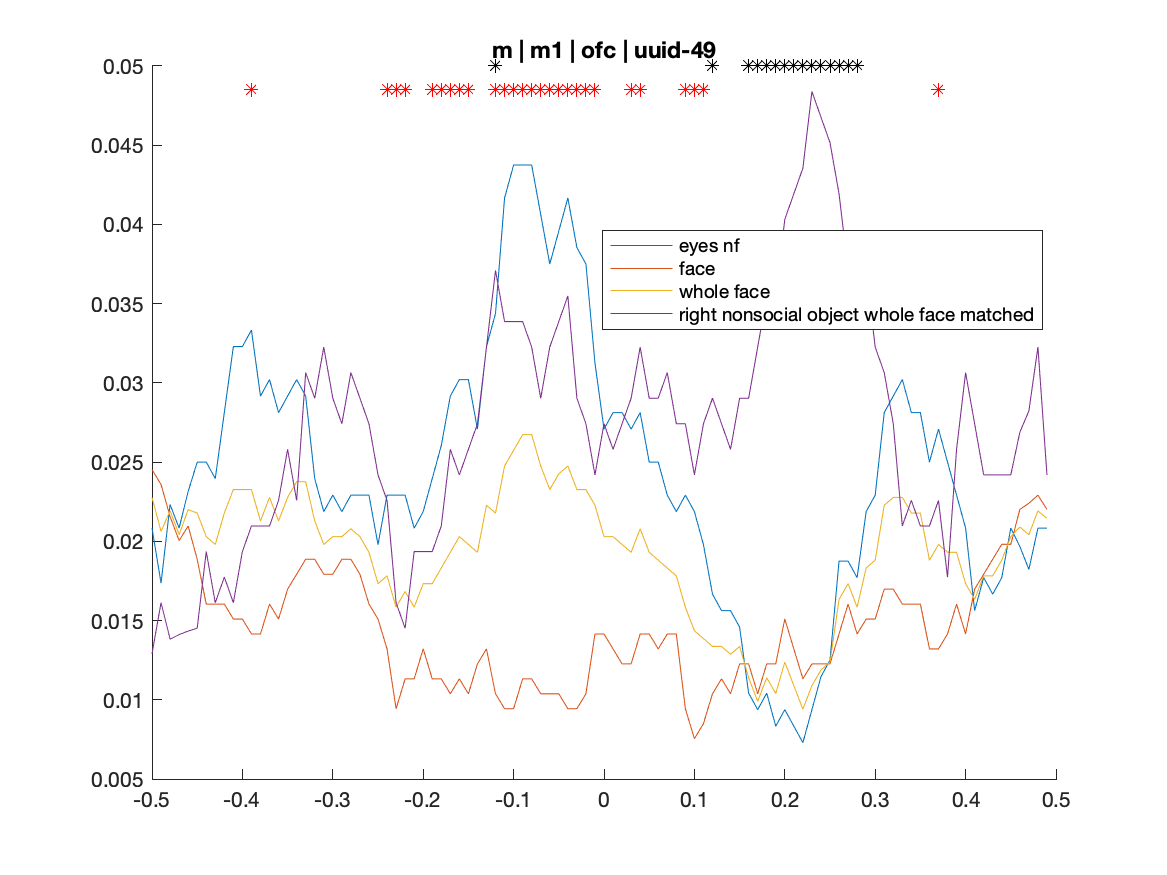 m | m1 | ofc | uuid-49
0.05
0.045
0.04
0.035
0.03
0.025
0.02
0.015
0.01
0.005
eyes nf
face
whole face
right nonsocial object whole face matched
-0.5 -0.4 -0.3 -0.2 -0.1 0 0.1 0.2 0.3 0.4 0.5